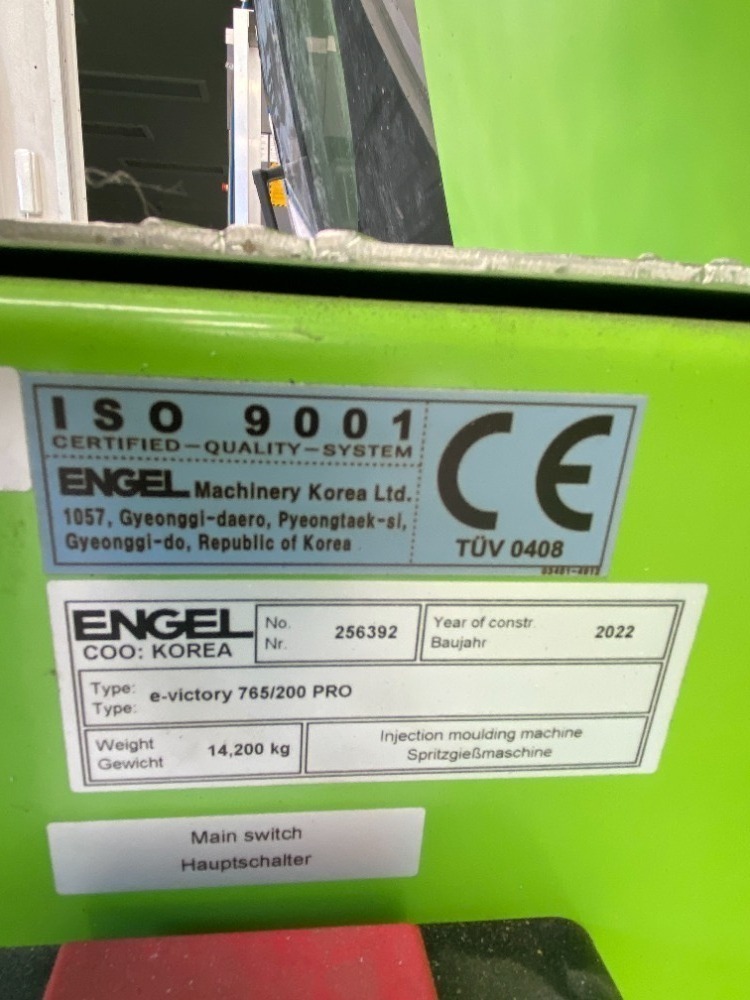 ISO 9001
CERTIFIED-QUALITY-SYSTEM
ENGEL Machinery Korea Ltd.
1057, Gyeonggi-daero, Pyeongtaek-si,
Gyeonggi-do, Republic of Korea
CE
TÜV 0408
ENGEL
COO: KOREA
No.
Nr.
256392
Year of constr.
Baujahr
2022
Type:
Type:
e-victory 765/200 PRO
Weight
Gewicht
14,200 kg
Injection moulding machine
Spritzgießmaschine
Main switch
Hauptschalter